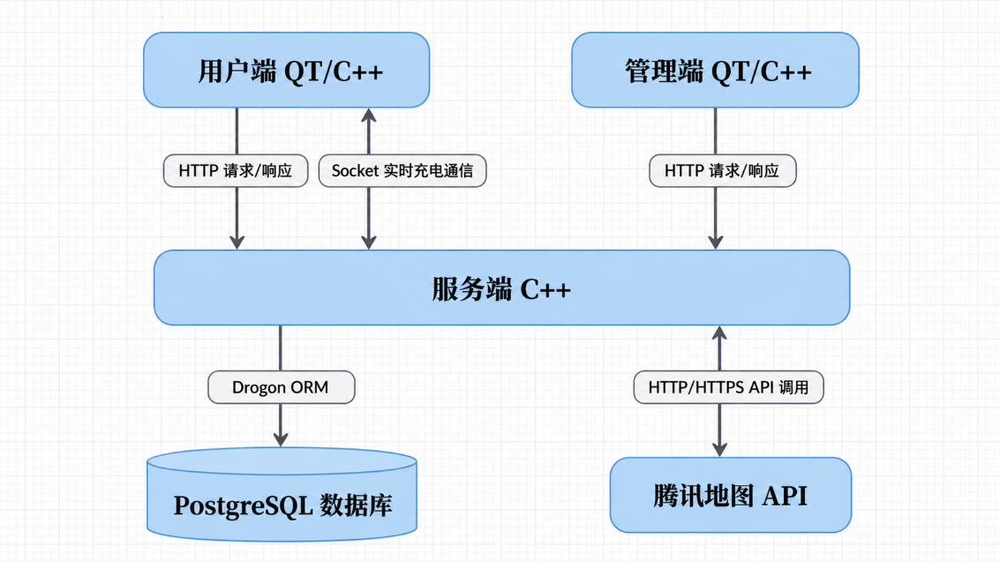 用户端 QT/C++
管理端 QT/C++
HTTP 请求/响应
Socket 实时充电通信
HTTP 请求/响应
服务端 C++
Drogon ORM
HTTP/HTTPS API 调用
PostgreSQL 数据库
腾讯地图 API